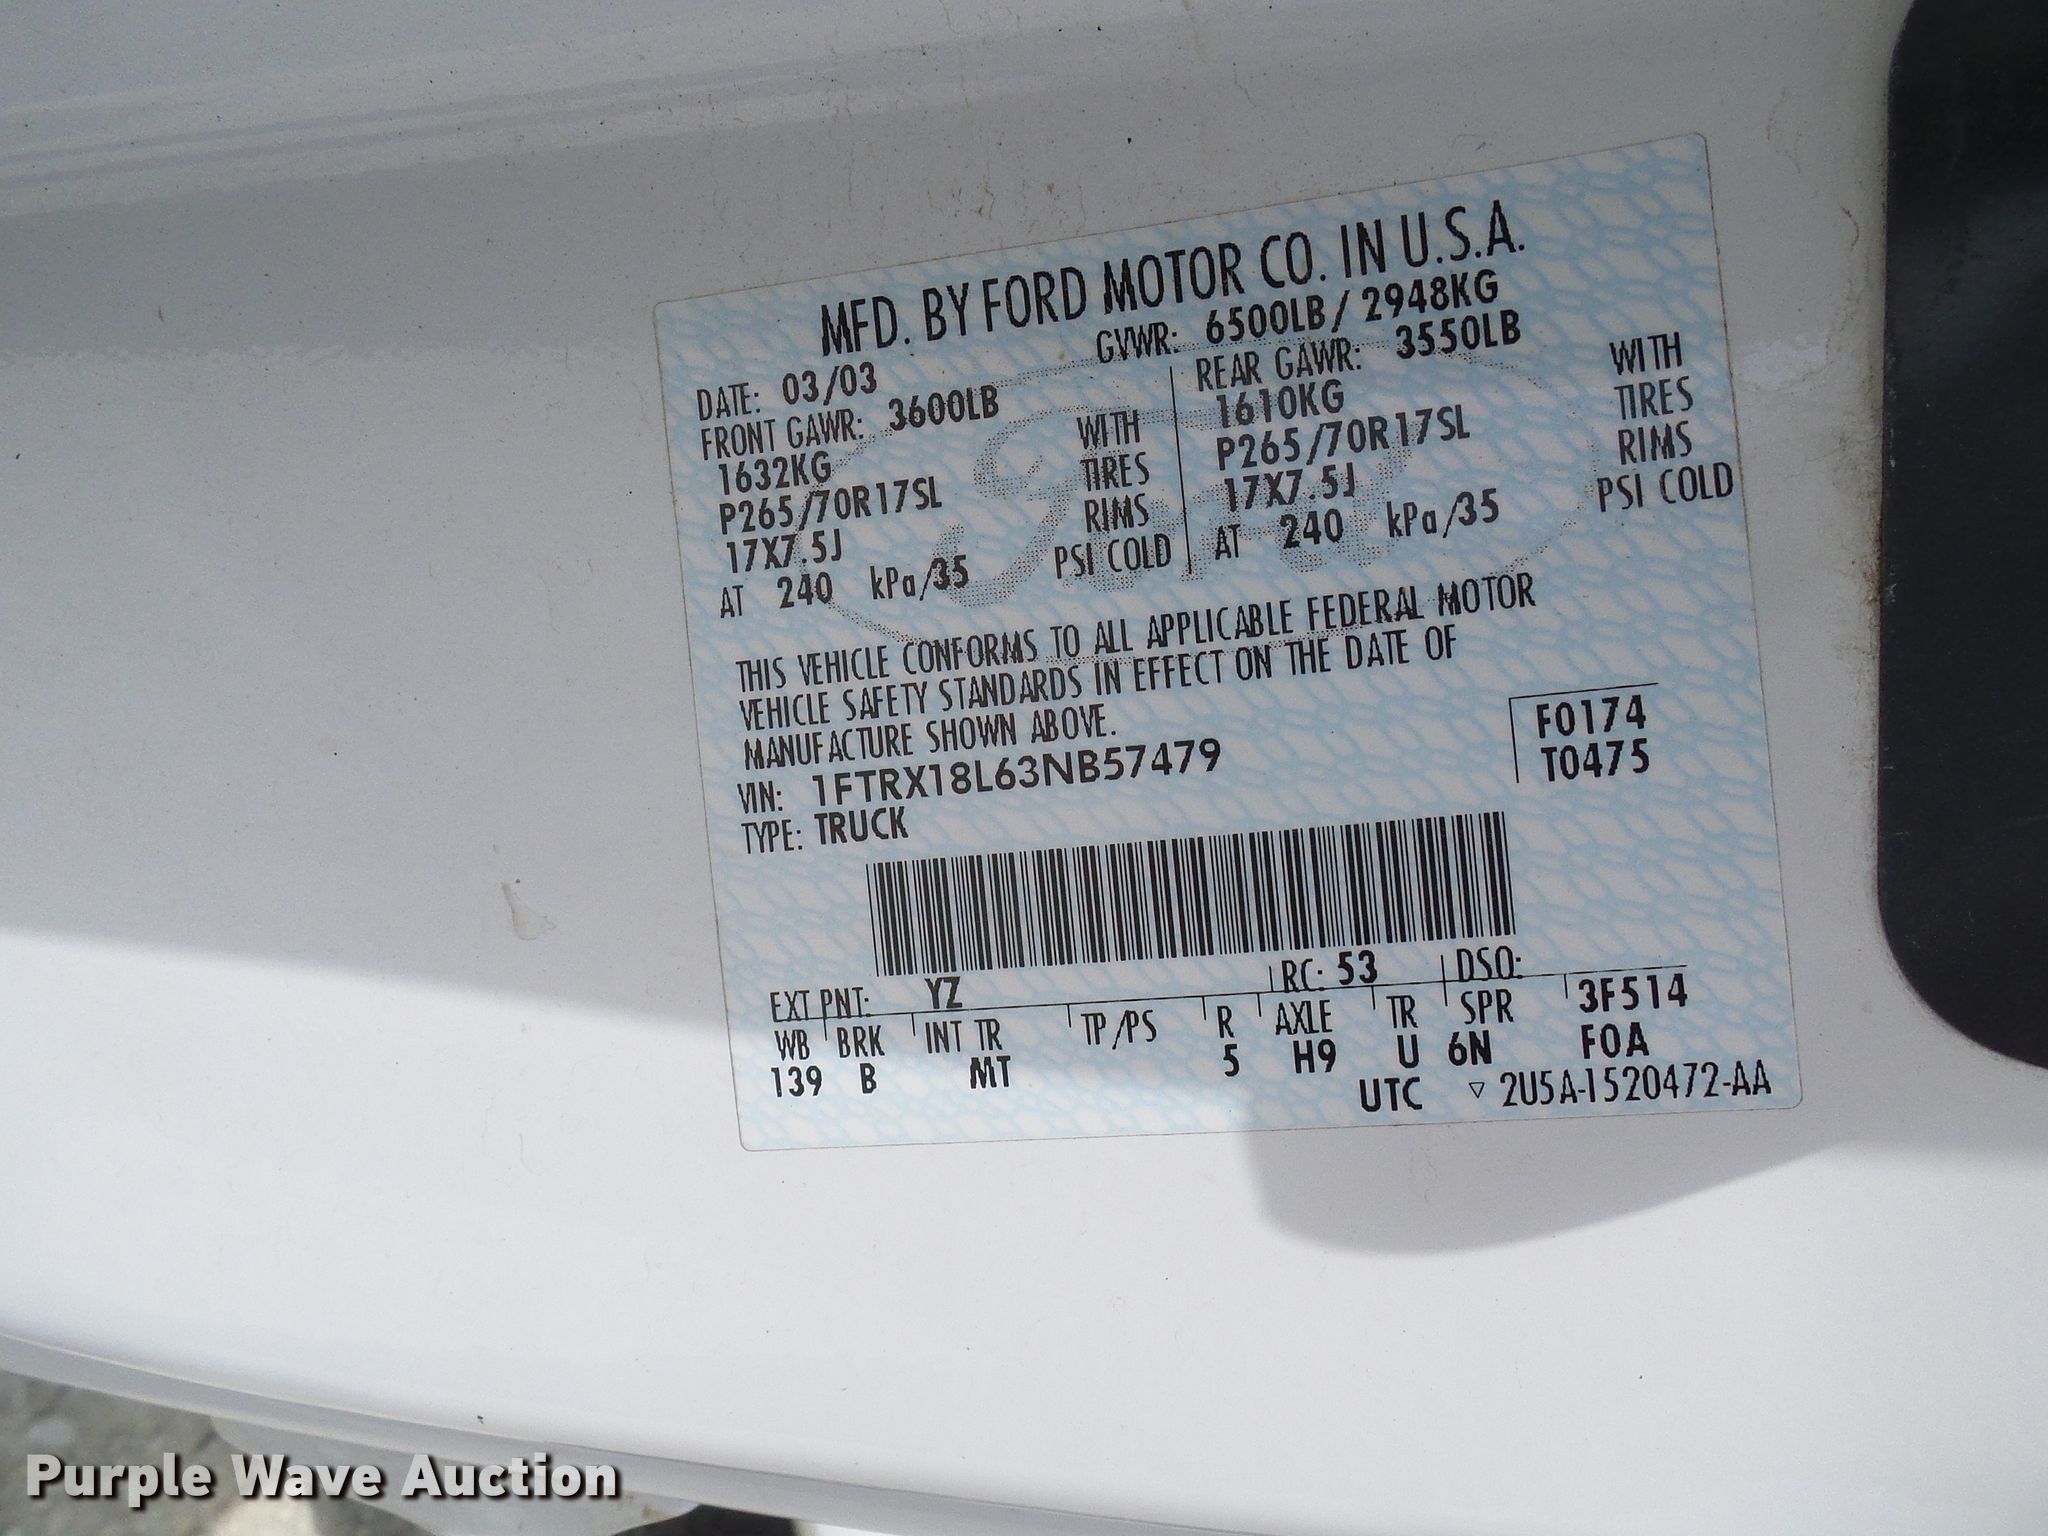 MFD. BY FORD MOTOR CO. IN U.S.A.
DATE: 03/03 GVWR: 6500LB / 2948KG
FRONT GAWR: 3600LB REAR GAWR: 3550LB
1632KG WITH 1610KG WITH
P265/70R17SL TIRES P265/70R17SL TIRES
17X7.5J RIMS 17X7.5J RIMS
AT 240 kPa/35 PSI COLD AT 240 kPa/35 PSI COLD
THIS VEHICLE CONFORMS TO ALL APPLICABLE FEDERAL MOTOR
VEHICLE SAFETY STANDARDS IN EFFECT ON THE DATE OF
MANUFACTURE SHOWN ABOVE.
F0174
VIN: 1FTRX18L63NB57479 T0475
TYPE: TRUCK
EXT PNT: YZ RC: 53 DSO:
WB BRK INT TR TP/PS R AXLE TR SPR 3F514
139 B MT 5 H9 U 6N FOA
UTC ▽ 2U5A-1520472-AA
Ford
Purple Wave Auction